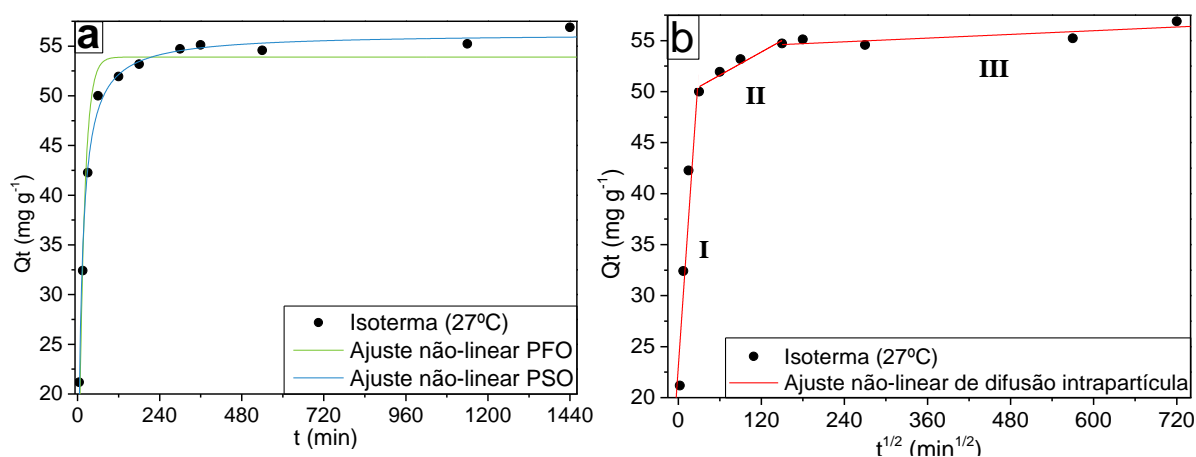 a
Qt (mg g⁻¹)
55
50
45
40
35
30
25
20
0 240 480 720 960 1200 1440
t (min)
Isoterma (27ºC)
Ajuste não-linear PFO
Ajuste não-linear PSO
b
Qt (mg g⁻¹)
55
50
45
40
35
30
25
20
0 120 240 360 480 600 720
t¹/² (min¹/²)
I
II
III
Isoterma (27ºC)
Ajuste não-linear de difusão intrapartícula